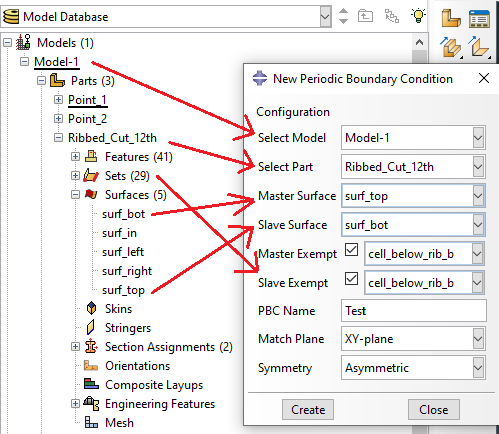 Model Database
Models (1)
Model-1
Parts (3)
Point_1
Point_2
Ribbed_Cut_12th
Features (41)
Sets (29)
Surfaces (5)
surf_bot
surf_in
surf_left
surf_right
surf_top
Skins
Stringers
Section Assignments (2)
Orientations
Composite Layups
Engineering Features
Mesh
New Periodic Boundary Condition
Configuration
Select Model Model-1
Select Part Ribbed_Cut_12th
Master Surface surf_top
Slave Surface surf_bot
Master Exempt cell_below_rib_b
Slave Exempt cell_below_rib_b
PBC Name Test
Match Plane XY-plane
Symmetry Asymmetric
Create Close